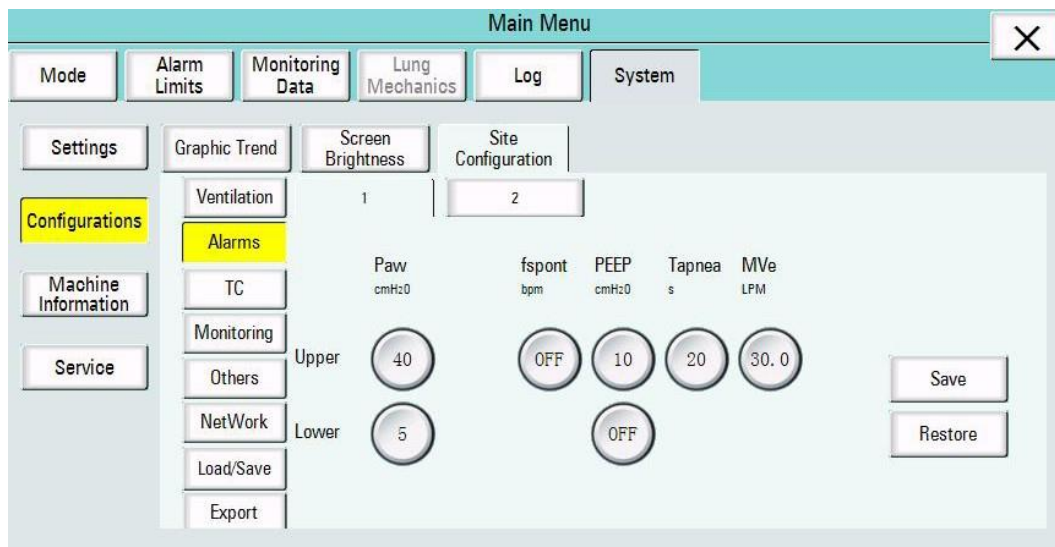 Main Menu
Mode
Alarm
Limits
Monitoring
Data
Lung
Mechanics
Log
System
Settings
Configurations
Machine
Information
Service
Graphic Trend
Screen
Brightness
Site
Configuration
Ventilation
Alarms
TC
Monitoring
Others
NetWork
Load/Save
Export
1
2
Paw
cmH2O
fspont
bpm
PEEP
cmH2O
Tapnea
s
MVe
LPM
Upper 40 OFF 10 20 30.0
Lower 5 OFF
Save
Restore